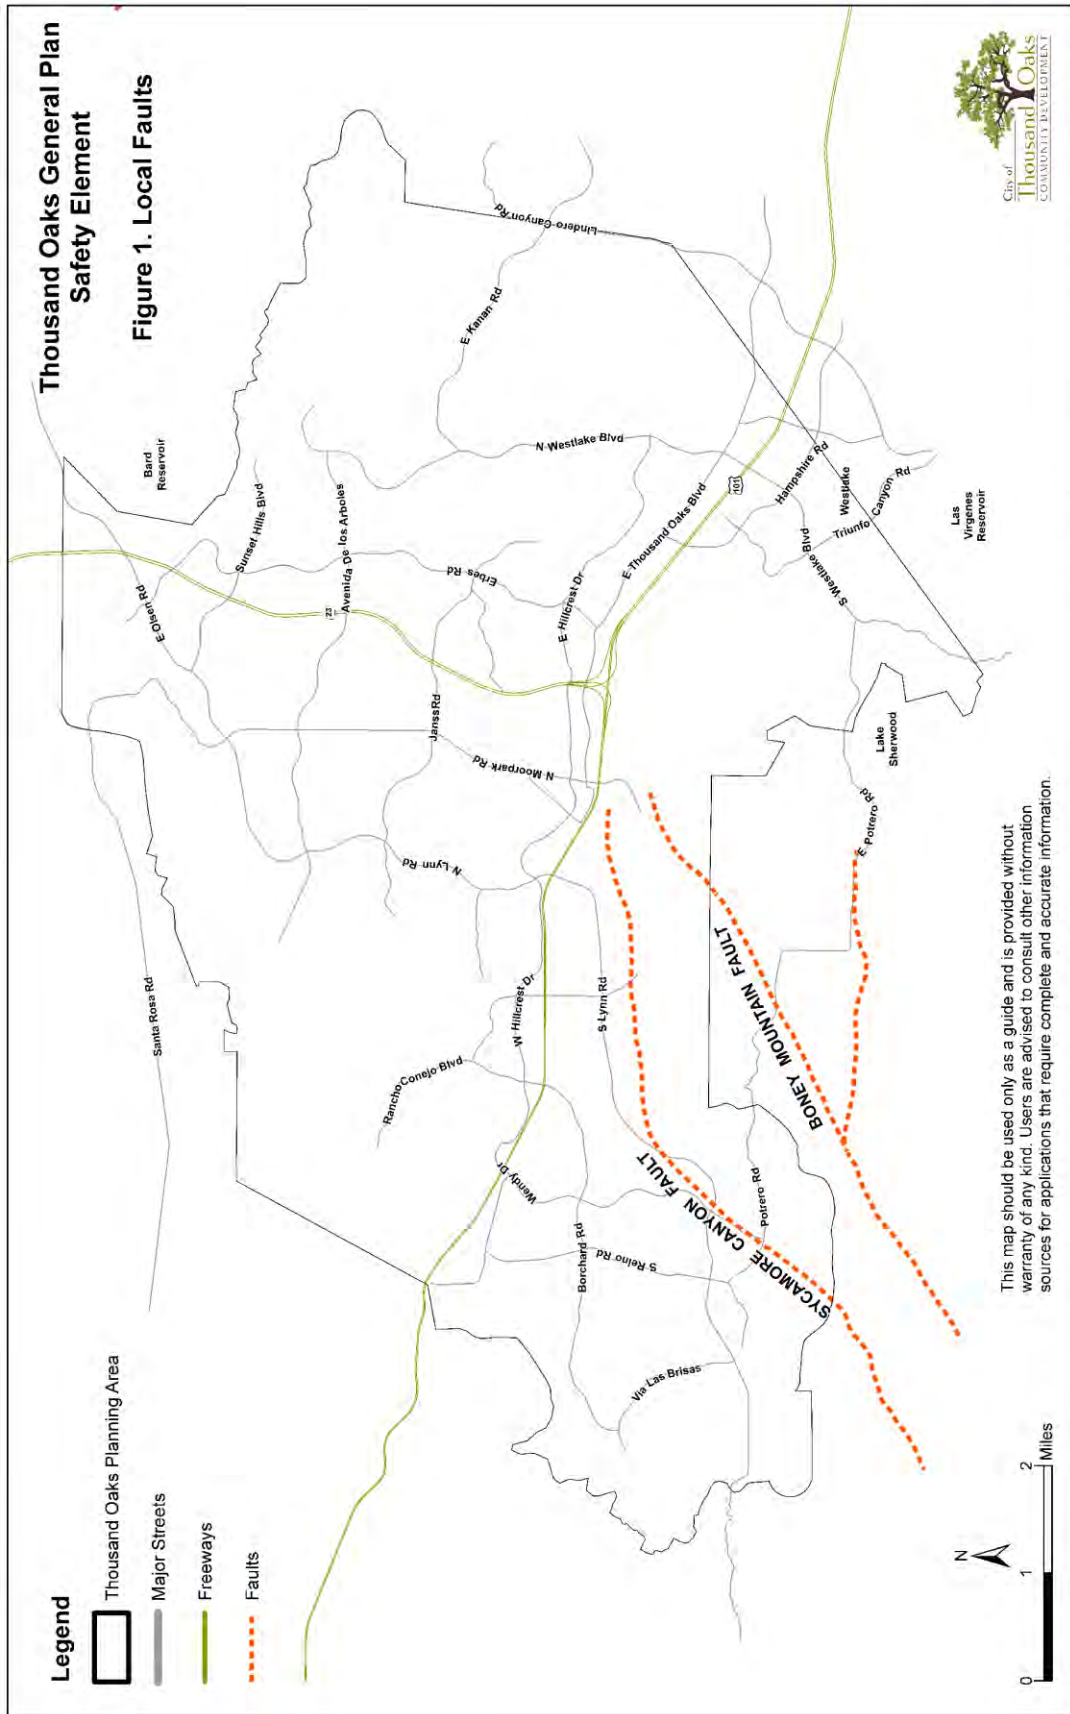 Thousand Oaks General Plan
Safety Element
Figure 1. Local Faults
Legend
Thousand Oaks Planning Area
Major Streets
Freeways
Faults
Bard
Reservoir
Santa Rosa Rd
E Olsen Rd
Sunset Hills Blvd
23
Avenida De los Arboles
Erbes Rd
Janss Rd
N Moorpark Rd
N Lynn Rd
E Kanan Rd
Lindero Canyon Rd
N Westlake Blvd
E Hillcrest Dr
E Thousand Oaks Blvd
101
Hampshire Rd
Westlake
Triunfo Canyon Rd
S Westlake Blvd
Las
Virgenes
Reservoir
Lake
Sherwood
E Potrero Rd
W Hillcrest Dr
Rancho Conejo Blvd
S Lynn Rd
Wendy Dr
Borchard Rd
S Reino Rd
Via Las Brisas
Potrero Rd
SYCAMORE CANYON FAULT
BONEY MOUNTAIN FAULT
N
0 1 2
Miles
This map should be used only as a guide and is provided without
warranty of any kind. Users are advised to consult other information
sources for applications that require complete and accurate information.
City of
Thousand Oaks
COMMUNITY DEVELOPMENT